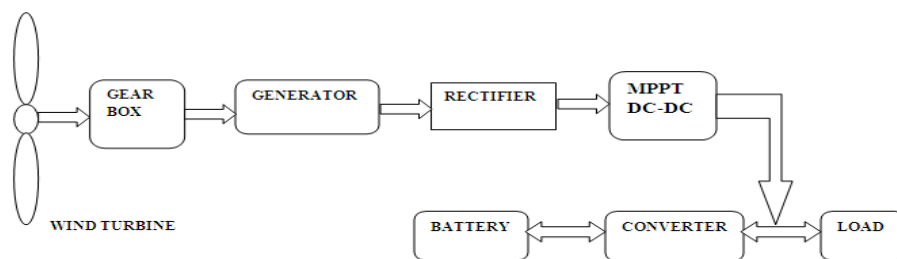 GEAR
BOX
GENERATOR
RECTIFIER
MPPT
DC-DC
WIND TURBINE
BATTERY
CONVERTER
LOAD